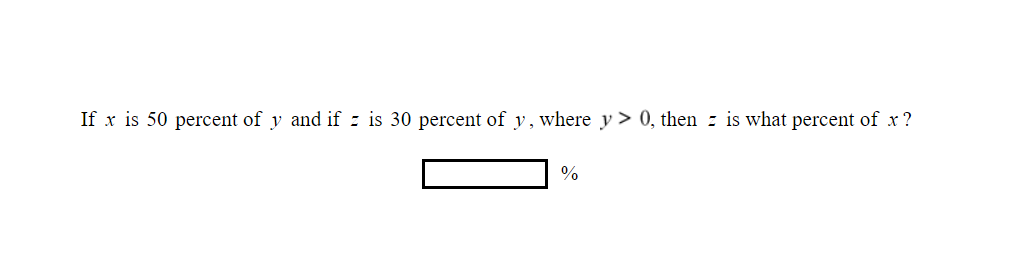 If x is 50 percent of y and if z is 30 percent of y, where y > 0, then z is what percent of x?
%